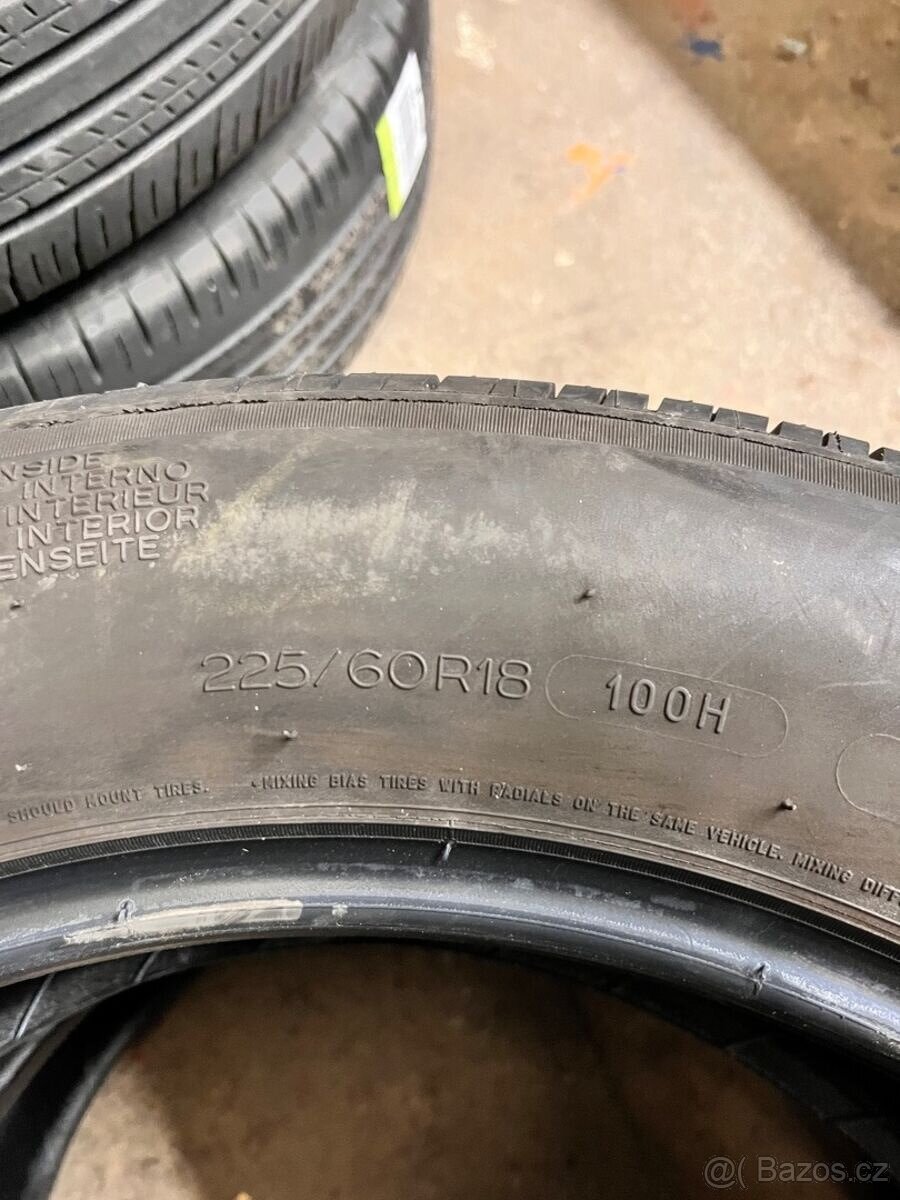 INTERNO
INTERIEUR
INTERIOR
225/60R18 100H
SHOULD MOUNT TIRES. • MIXING BIAS TIRES WITH RADIALS ON THE SAME VEHICLE. MIXING
@( Bazos.cz